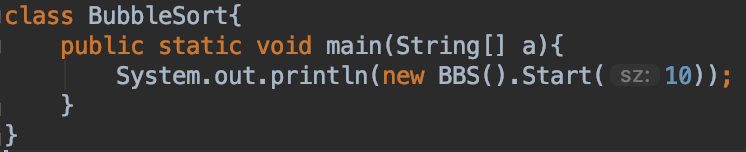 class BubbleSort{
    public static void main(String[] a){
        System.out.println(new BBS().Start( sz: 10));
    }
}